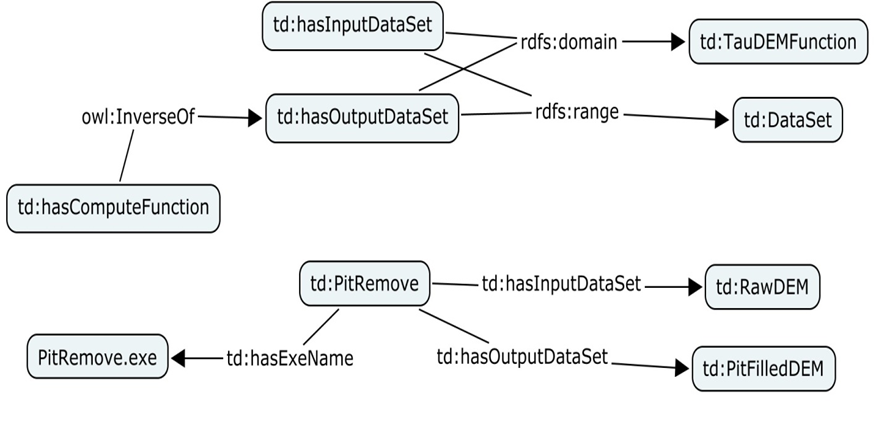 td:hasInputDataSet
rdfs:domain
td:TauDEMFunction
owl:InverseOf
td:hasOutputDataSet
rdfs:range
td:DataSet
td:hasComputeFunction
td:PitRemove
td:hasInputDataSet
td:RawDEM
PitRemove.exe
td:hasExeName
td:hasOutputDataSet
td:PitFilledDEM